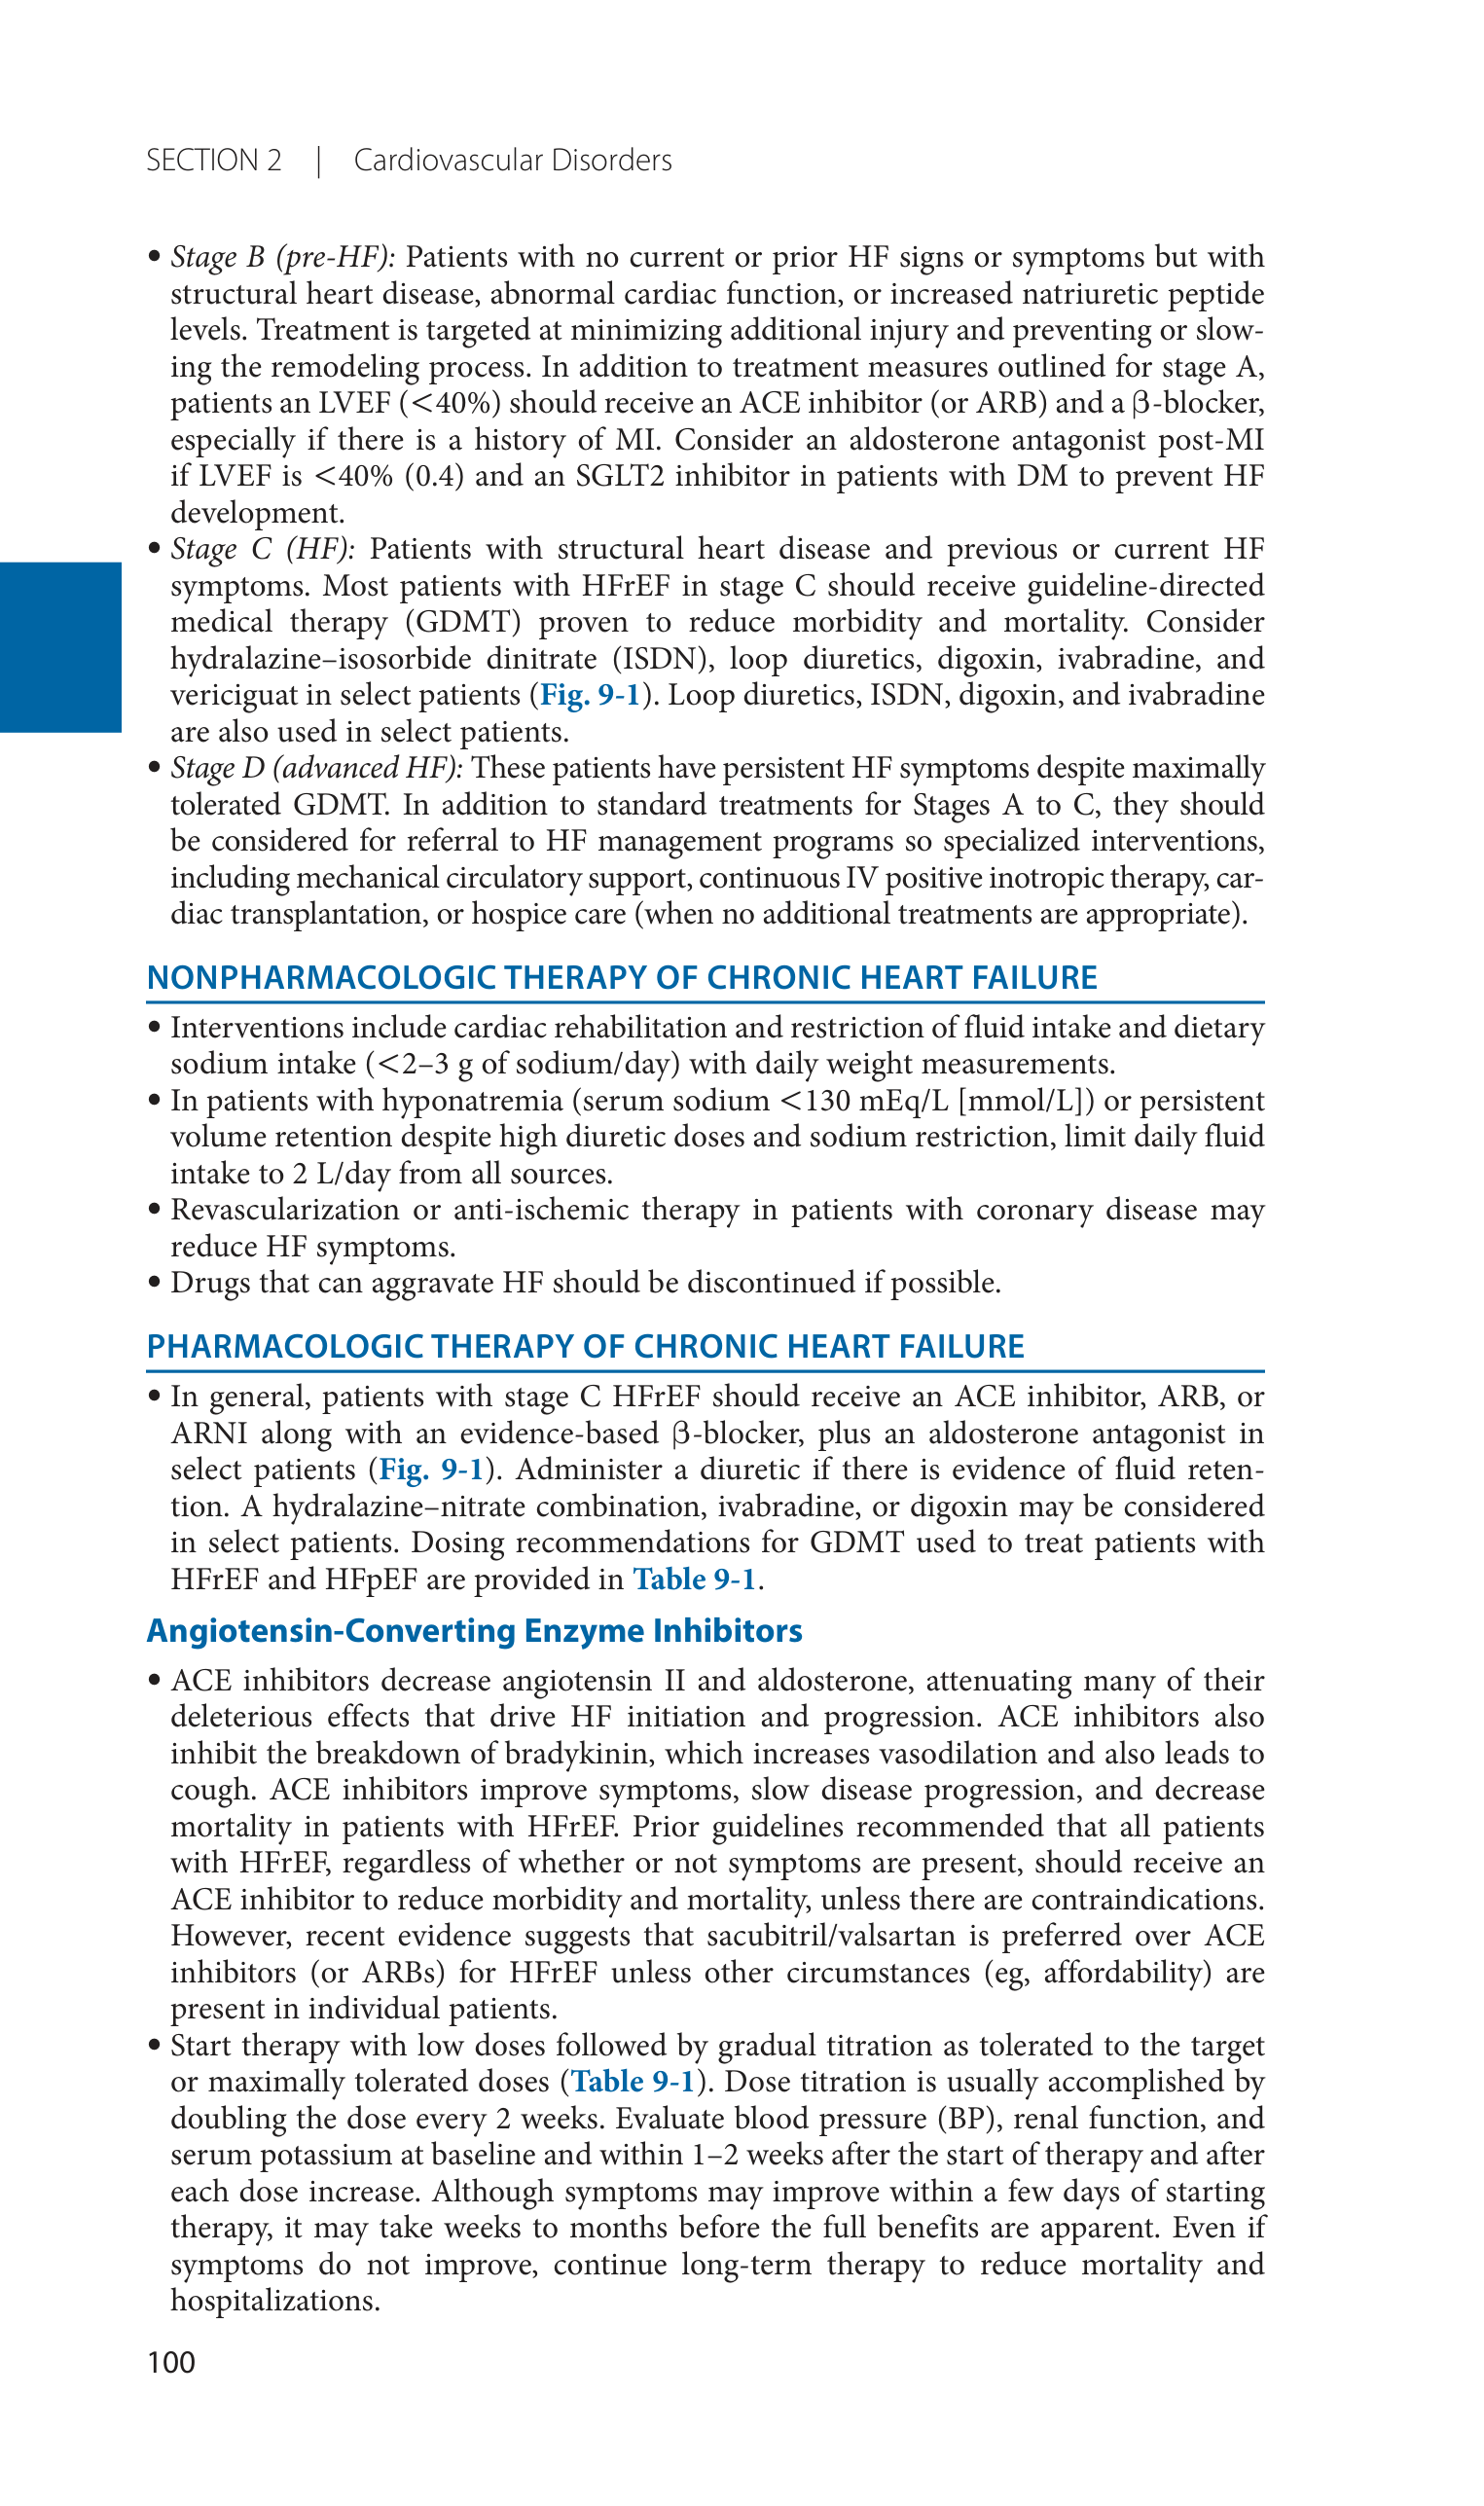 SECTION 2 | Cardiovascular Disorders
• Stage B (pre-HF): Patients with no current or prior HF signs or symptoms but with
structural heart disease, abnormal cardiac function, or increased natriuretic peptide
levels. Treatment is targeted at minimizing additional injury and preventing or slow-
ing the remodeling process. In addition to treatment measures outlined for stage A,
patients an LVEF (<40%) should receive an ACE inhibitor (or ARB) and a β-blocker,
especially if there is a history of MI. Consider an aldosterone antagonist post-MI
if LVEF is <40% (0.4) and an SGLT2 inhibitor in patients with DM to prevent HF
development.
• Stage C (HF): Patients with structural heart disease and previous or current HF
symptoms. Most patients with HFrEF in stage C should receive guideline-directed
medical therapy (GDMT) proven to reduce morbidity and mortality. Consider
hydralazine–isosorbide dinitrate (ISDN), loop diuretics, digoxin, ivabradine, and
vericiguat in select patients (Fig. 9-1). Loop diuretics, ISDN, digoxin, and ivabradine
are also used in select patients.
• Stage D (advanced HF): These patients have persistent HF symptoms despite maximally
tolerated GDMT. In addition to standard treatments for Stages A to C, they should
be considered for referral to HF management programs so specialized interventions,
including mechanical circulatory support, continuous IV positive inotropic therapy, car-
diac transplantation, or hospice care (when no additional treatments are appropriate).
NONPHARMACOLOGIC THERAPY OF CHRONIC HEART FAILURE
• Interventions include cardiac rehabilitation and restriction of fluid intake and dietary
sodium intake (<2–3 g of sodium/day) with daily weight measurements.
• In patients with hyponatremia (serum sodium <130 mEq/L [mmol/L]) or persistent
volume retention despite high diuretic doses and sodium restriction, limit daily fluid
intake to 2 L/day from all sources.
• Revascularization or anti-ischemic therapy in patients with coronary disease may
reduce HF symptoms.
• Drugs that can aggravate HF should be discontinued if possible.
PHARMACOLOGIC THERAPY OF CHRONIC HEART FAILURE
• In general, patients with stage C HFrEF should receive an ACE inhibitor, ARB, or
ARNI along with an evidence-based β-blocker, plus an aldosterone antagonist in
select patients (Fig. 9-1). Administer a diuretic if there is evidence of fluid reten-
tion. A hydralazine–nitrate combination, ivabradine, or digoxin may be considered
in select patients. Dosing recommendations for GDMT used to treat patients with
HFrEF and HFpEF are provided in Table 9-1.
Angiotensin-Converting Enzyme Inhibitors
• ACE inhibitors decrease angiotensin II and aldosterone, attenuating many of their
deleterious effects that drive HF initiation and progression. ACE inhibitors also
inhibit the breakdown of bradykinin, which increases vasodilation and also leads to
cough. ACE inhibitors improve symptoms, slow disease progression, and decrease
mortality in patients with HFrEF. Prior guidelines recommended that all patients
with HFrEF, regardless of whether or not symptoms are present, should receive an
ACE inhibitor to reduce morbidity and mortality, unless there are contraindications.
However, recent evidence suggests that sacubitril/valsartan is preferred over ACE
inhibitors (or ARBs) for HFrEF unless other circumstances (eg, affordability) are
present in individual patients.
• Start therapy with low doses followed by gradual titration as tolerated to the target
or maximally tolerated doses (Table 9-1). Dose titration is usually accomplished by
doubling the dose every 2 weeks. Evaluate blood pressure (BP), renal function, and
serum potassium at baseline and within 1–2 weeks after the start of therapy and after
each dose increase. Although symptoms may improve within a few days of starting
therapy, it may take weeks to months before the full benefits are apparent. Even if
symptoms do not improve, continue long-term therapy to reduce mortality and
hospitalizations.
100